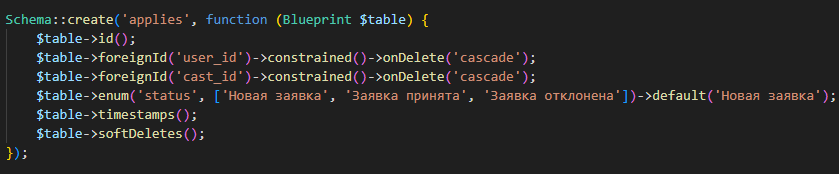 Schema::create('applies', function (Blueprint $table) {
    $table->id();
    $table->foreignId('user_id')->constrained()->onDelete('cascade');
    $table->foreignId('cast_id')->constrained()->onDelete('cascade');
    $table->enum('status', ['Новая заявка', 'Заявка принята', 'Заявка отклонена'])->default('Новая заявка');
    $table->timestamps();
    $table->softDeletes();
});